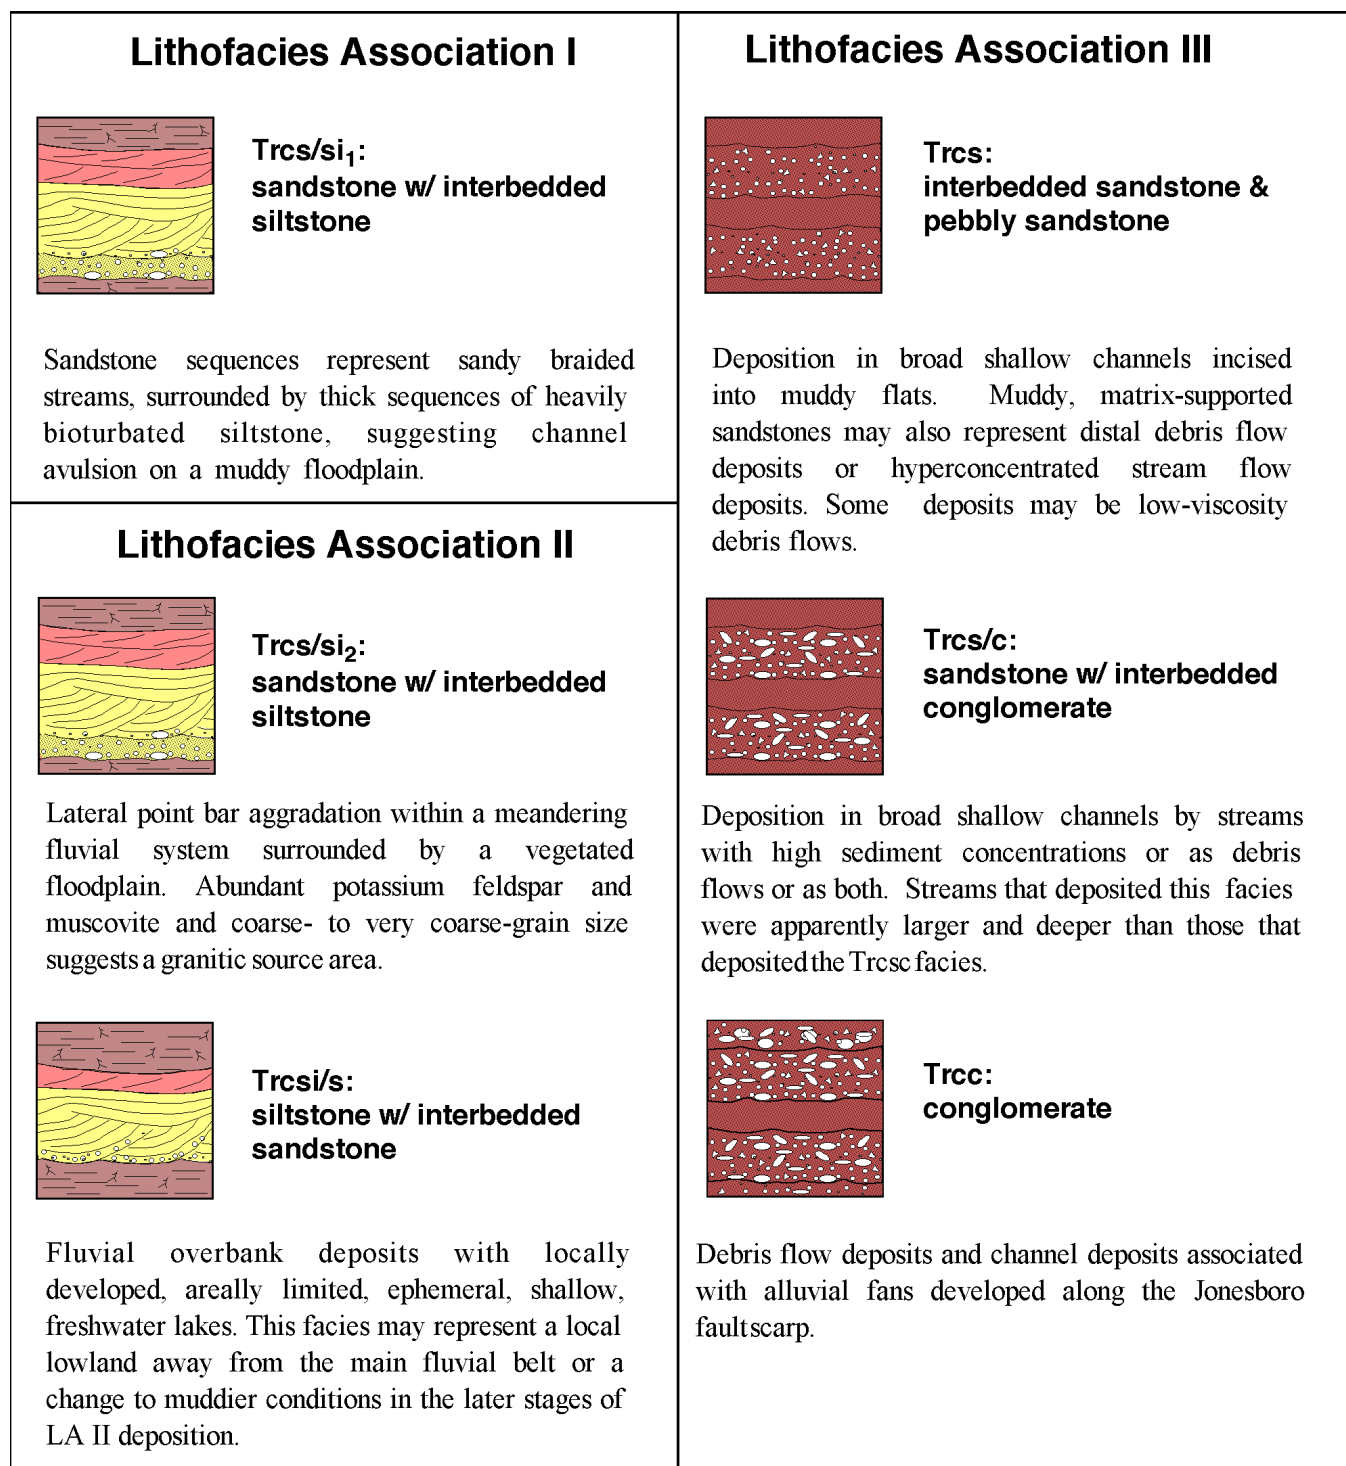 Lithofacies Association I
Trcs/si1:
sandstone w/ interbedded
siltstone
Sandstone sequences represent sandy braided
streams, surrounded by thick sequences of heavily
bioturbated siltstone, suggesting channel
avulsion on a muddy floodplain.
Lithofacies Association II
Trcs/si2:
sandstone w/ interbedded
siltstone
Lateral point bar aggradation within a meandering
fluvial system surrounded by a vegetated
floodplain. Abundant potassium feldspar and
muscovite and coarse- to very coarse-grain size
suggests a granitic source area.
Trcsi/s:
siltstone w/ interbedded
sandstone
Fluvial overbank deposits with locally
developed, areally limited, ephemeral, shallow,
freshwater lakes. This facies may represent a local
lowland away from the main fluvial belt or a
change to muddier conditions in the later stages of
LA II deposition.
Lithofacies Association III
Trcs:
interbedded sandstone &
pebbly sandstone
Deposition in broad shallow channels incised
into muddy flats. Muddy, matrix-supported
sandstones may also represent distal debris flow
deposits or hyperconcentrated stream flow
deposits. Some deposits may be low-viscosity
debris flows.
Trcs/c:
sandstone w/ interbedded
conglomerate
Deposition in broad shallow channels by streams
with high sediment concentrations or as debris
flows or as both. Streams that deposited this facies
were apparently larger and deeper than those that
deposited the Trcsc facies.
Trcc:
conglomerate
Debris flow deposits and channel deposits associated
with alluvial fans developed along the Jonesboro
fault scarp.